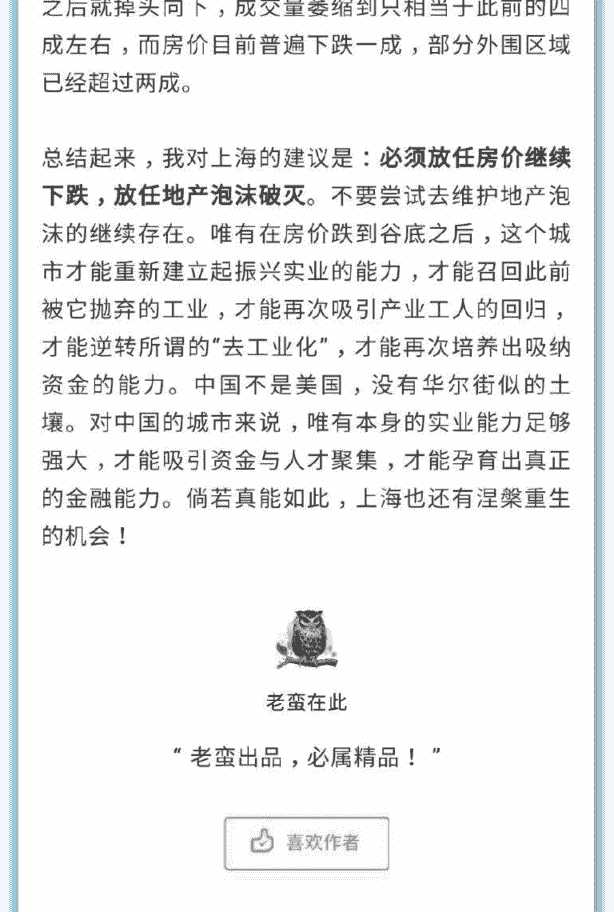 之后就掉头向下，成交量萎缩到只相当于此前的四
成左右，而房价目前普遍下跌一成，部分外围区域
已经超过两成。
总结起来，我对上海的建议是：必须放任房价继续
下跌，放任地产泡沫破灭。不要尝试去维护地产泡
沫的继续存在。唯有在房价跌到谷底之后，这个城
市才能重新建立起振兴实业的能力，才能召回此前
被它抛弃的工业，才能再次吸引产业工人的回归，
才能逆转所谓的“去工业化”，才能再次培养出吸纳
资金的能力。中国不是美国，没有华尔街似的土
壤。对中国的城市来说，唯有本身的实业能力足够
强大，才能吸引资金与人才聚集，才能孕育出真正
的金融能力。倘若真能如此，上海也还有涅槃重生
的机会！
老蛮在此
“ 老蛮出品，必属精品！ ”
喜欢作者